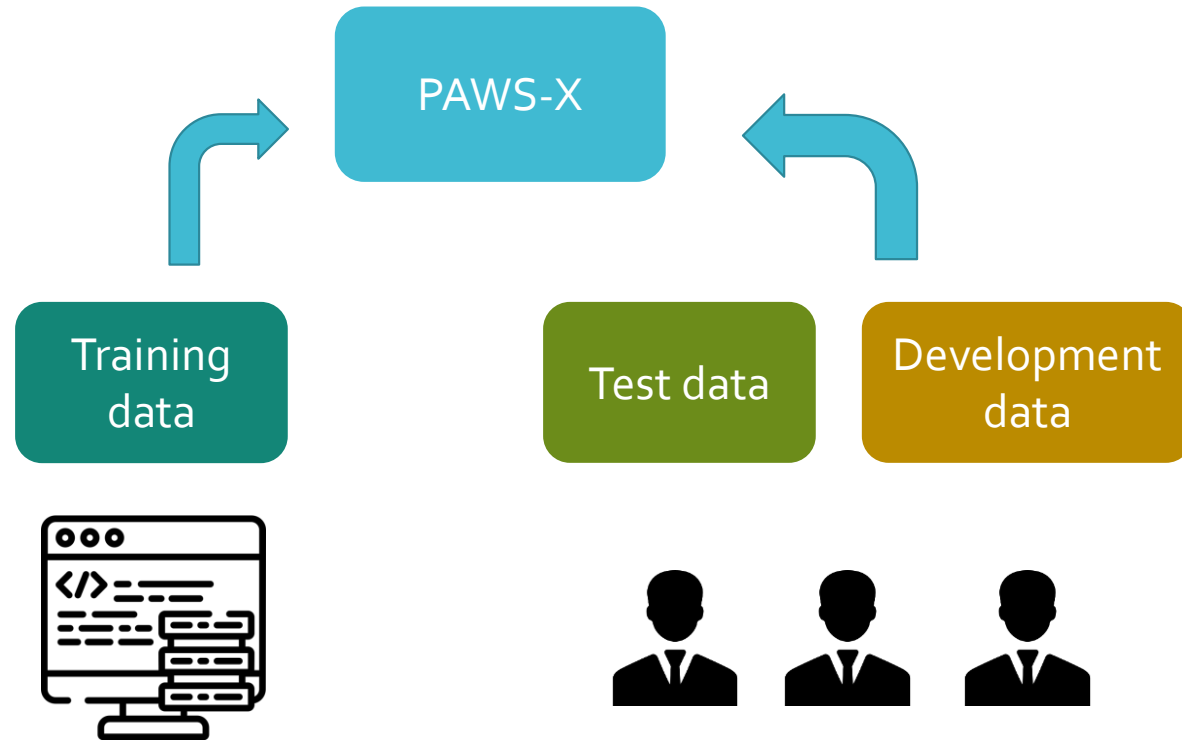 PAWS-X
Training
data
Test data
Development
data
</>